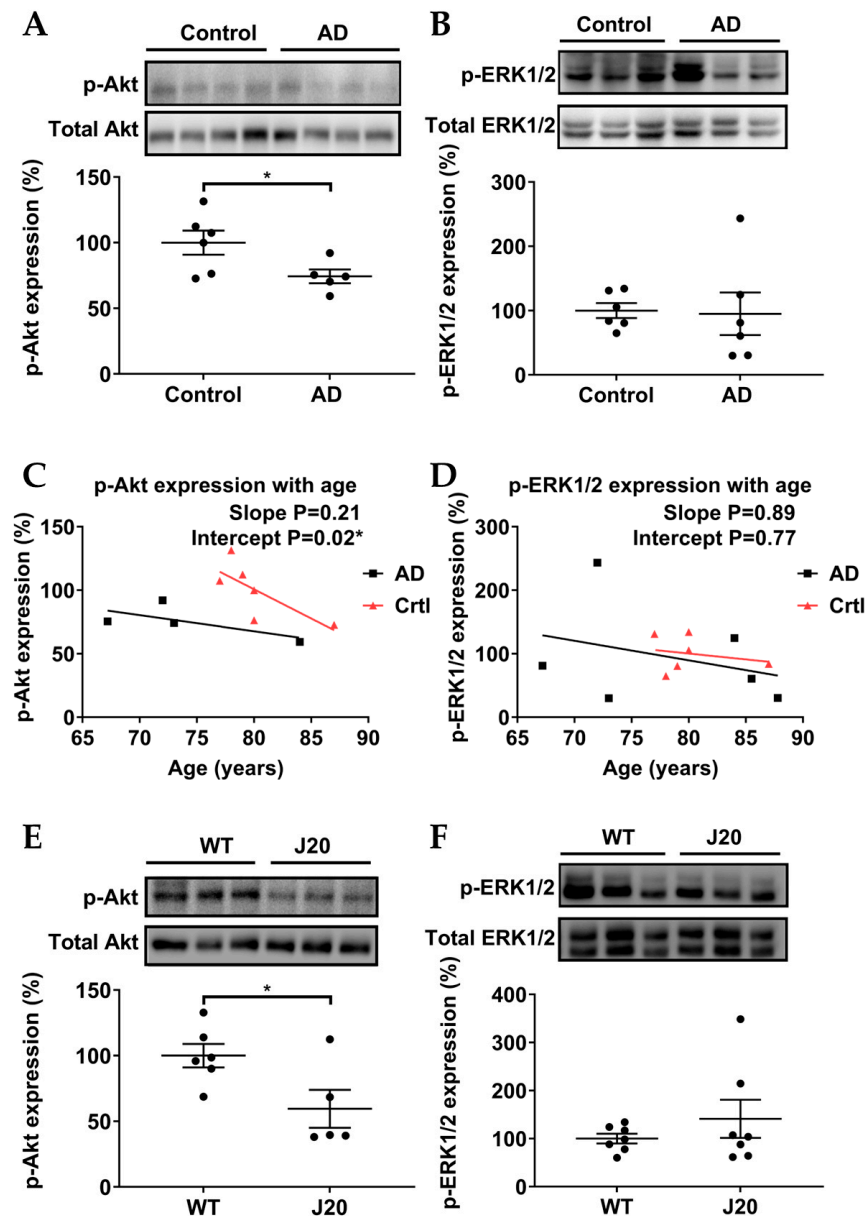 A
Control AD
p-Akt
Total Akt
p-Akt expression (%)
150
*
100
50
0
Control AD
B
Control AD
p-ERK1/2
Total ERK1/2
p-ERK1/2 expression (%)
300
200
100
0
Control AD
C
p-Akt expression with age
Slope P=0.21
Intercept P=0.02*
AD
Crtl
p-Akt expression (%)
150
100
50
0
65 70 75 80 85 90
Age (years)
D
p-ERK1/2 expression with age
Slope P=0.89
Intercept P=0.77
AD
Crtl
p-ERK1/2 expression (%)
300
200
100
0
65 70 75 80 85 90
Age (years)
E
WT J20
p-Akt
Total Akt
p-Akt expression (%)
150
*
100
50
0
WT J20
F
WT J20
p-ERK1/2
Total ERK1/2
p-ERK1/2 expression (%)
400
300
200
100
0
WT J20